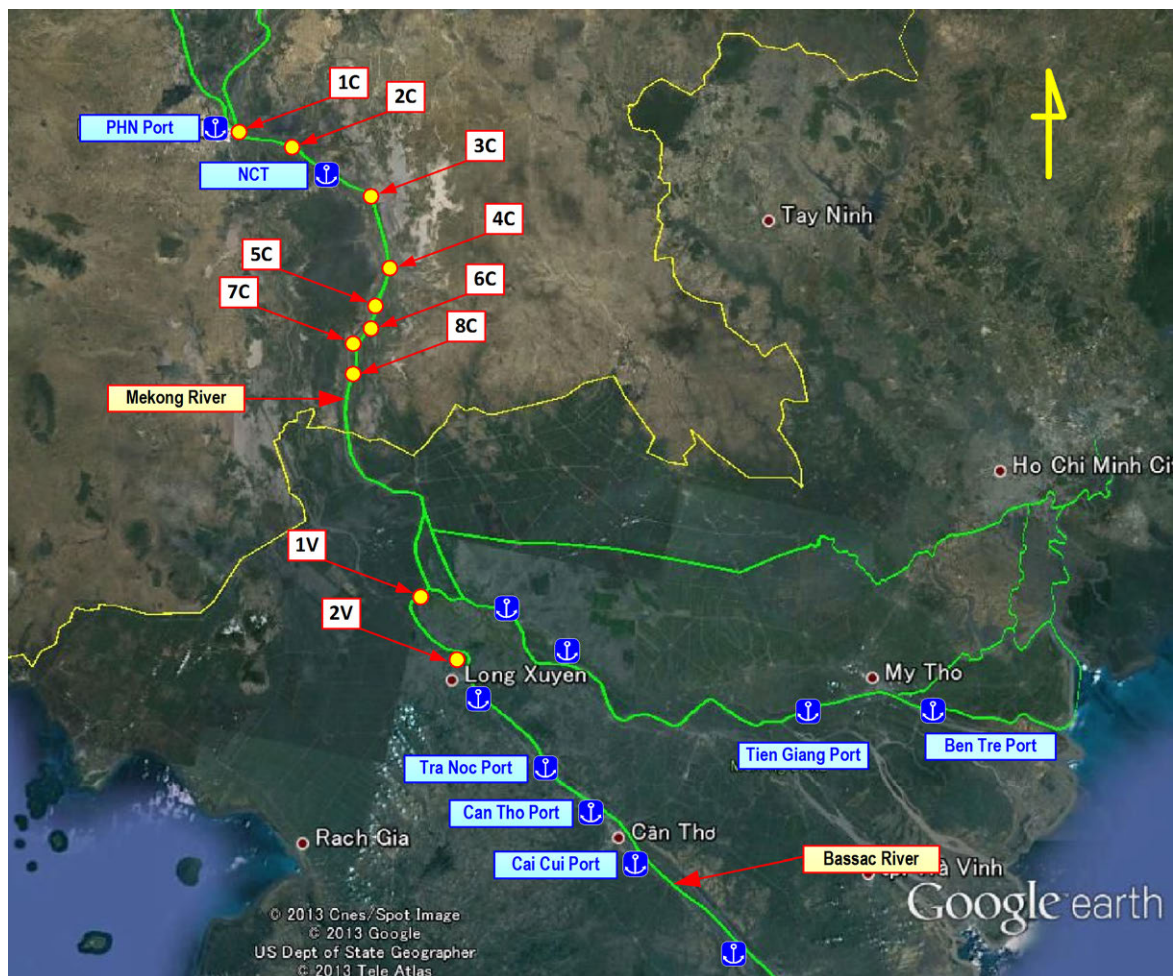 1C
2C
PHN Port
3C
NCT
Tay Ninh
4C
5C
6C
7C
8C
Mekong River
Ho Chi Minh Cit
1V
2V
Long Xuyen
My Tho
Ben Tre Port
Tien Giang Port
Tra Noc Port
Can Tho Port
Cần Thơ
Rach Gia
Cai Cui Port
Bassac River
Trà Vinh
Google earth
© 2013 Cnes/Spot Image
© 2013 Google
US Dept of State Geographer
© 2013 Tele Atlas